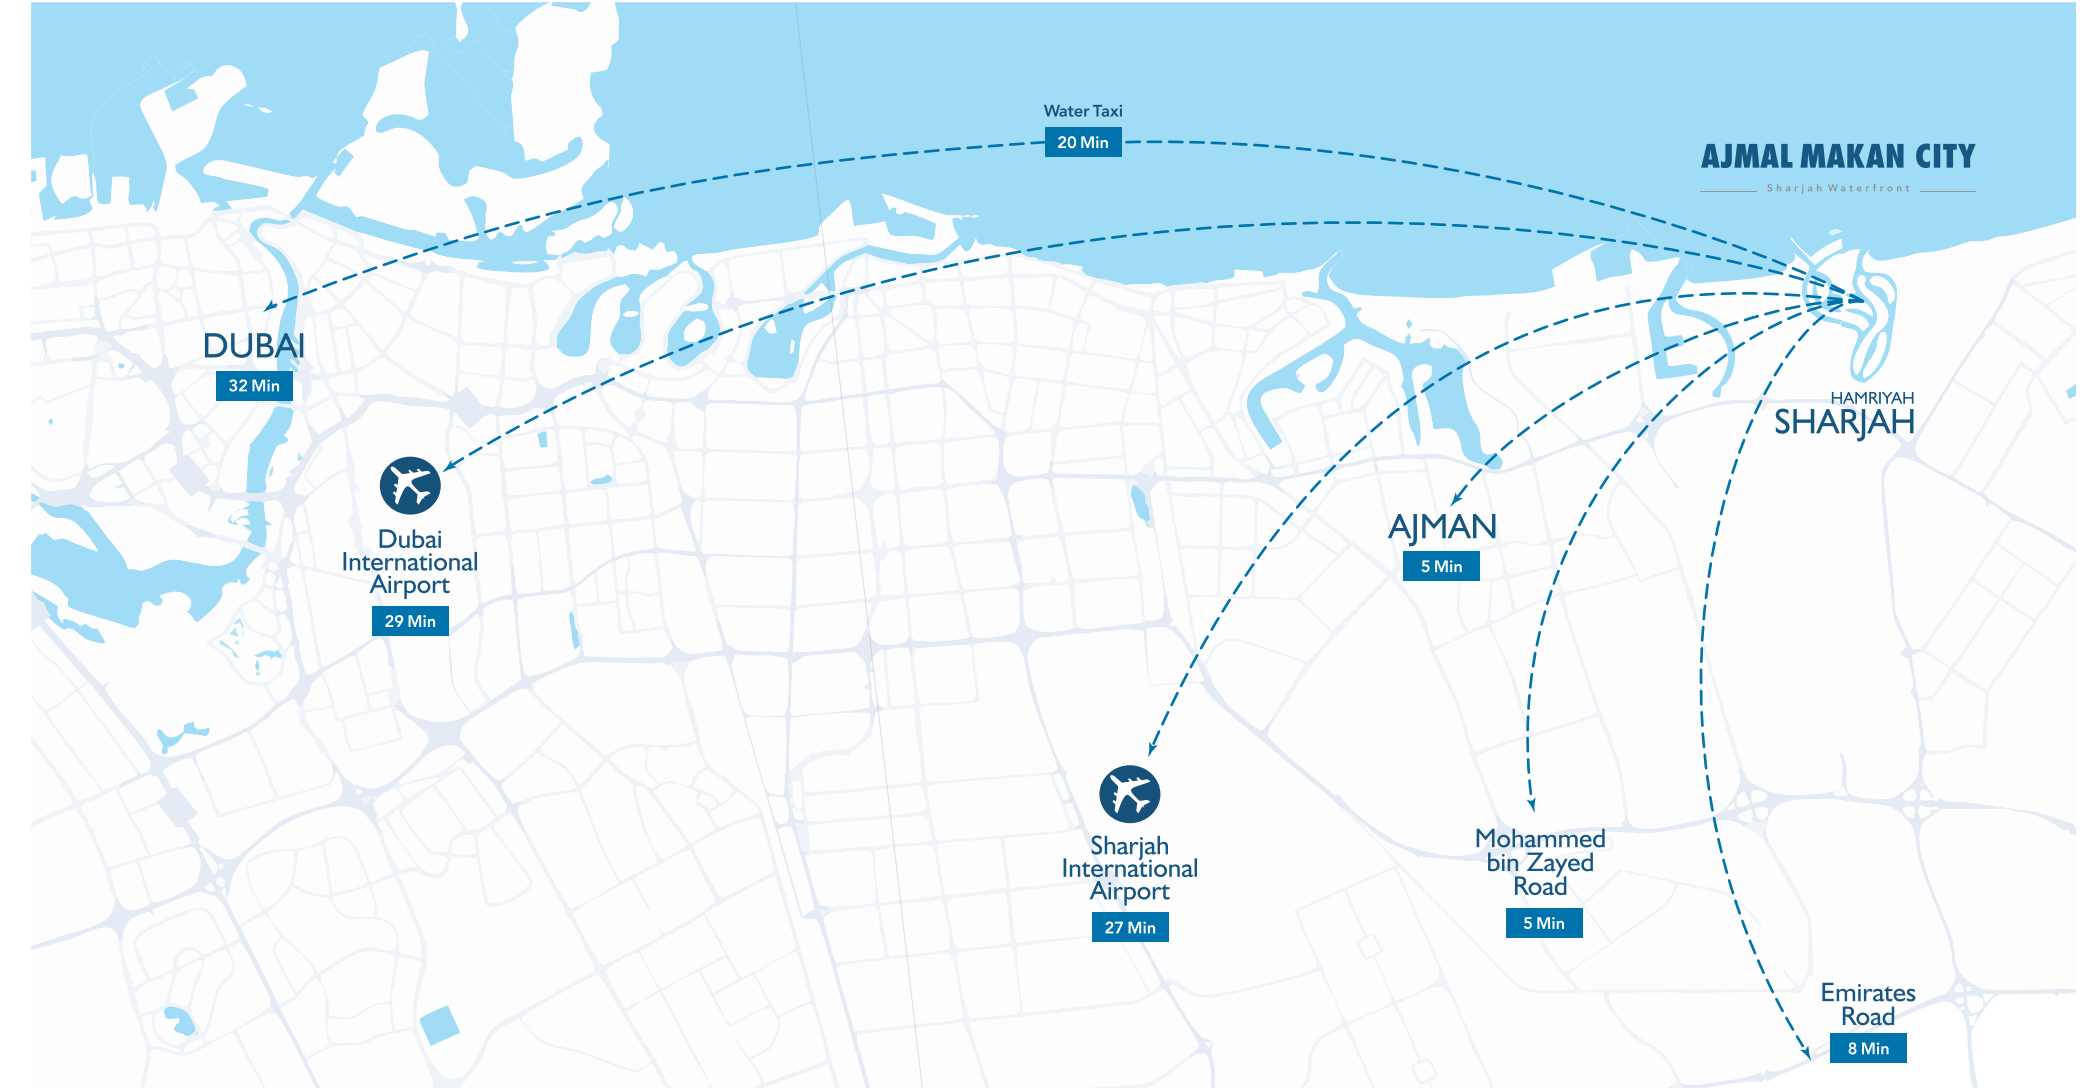 Water Taxi
20 Min
AJMAL MAKAN CITY
Sharjah Waterfront
DUBAI
32 Min
HAMRIYAH
SHARJAH
Dubai
International
Airport
29 Min
AJMAN
5 Min
Sharjah
International
Airport
27 Min
Mohammed
bin Zayed
Road
5 Min
Emirates
Road
8 Min